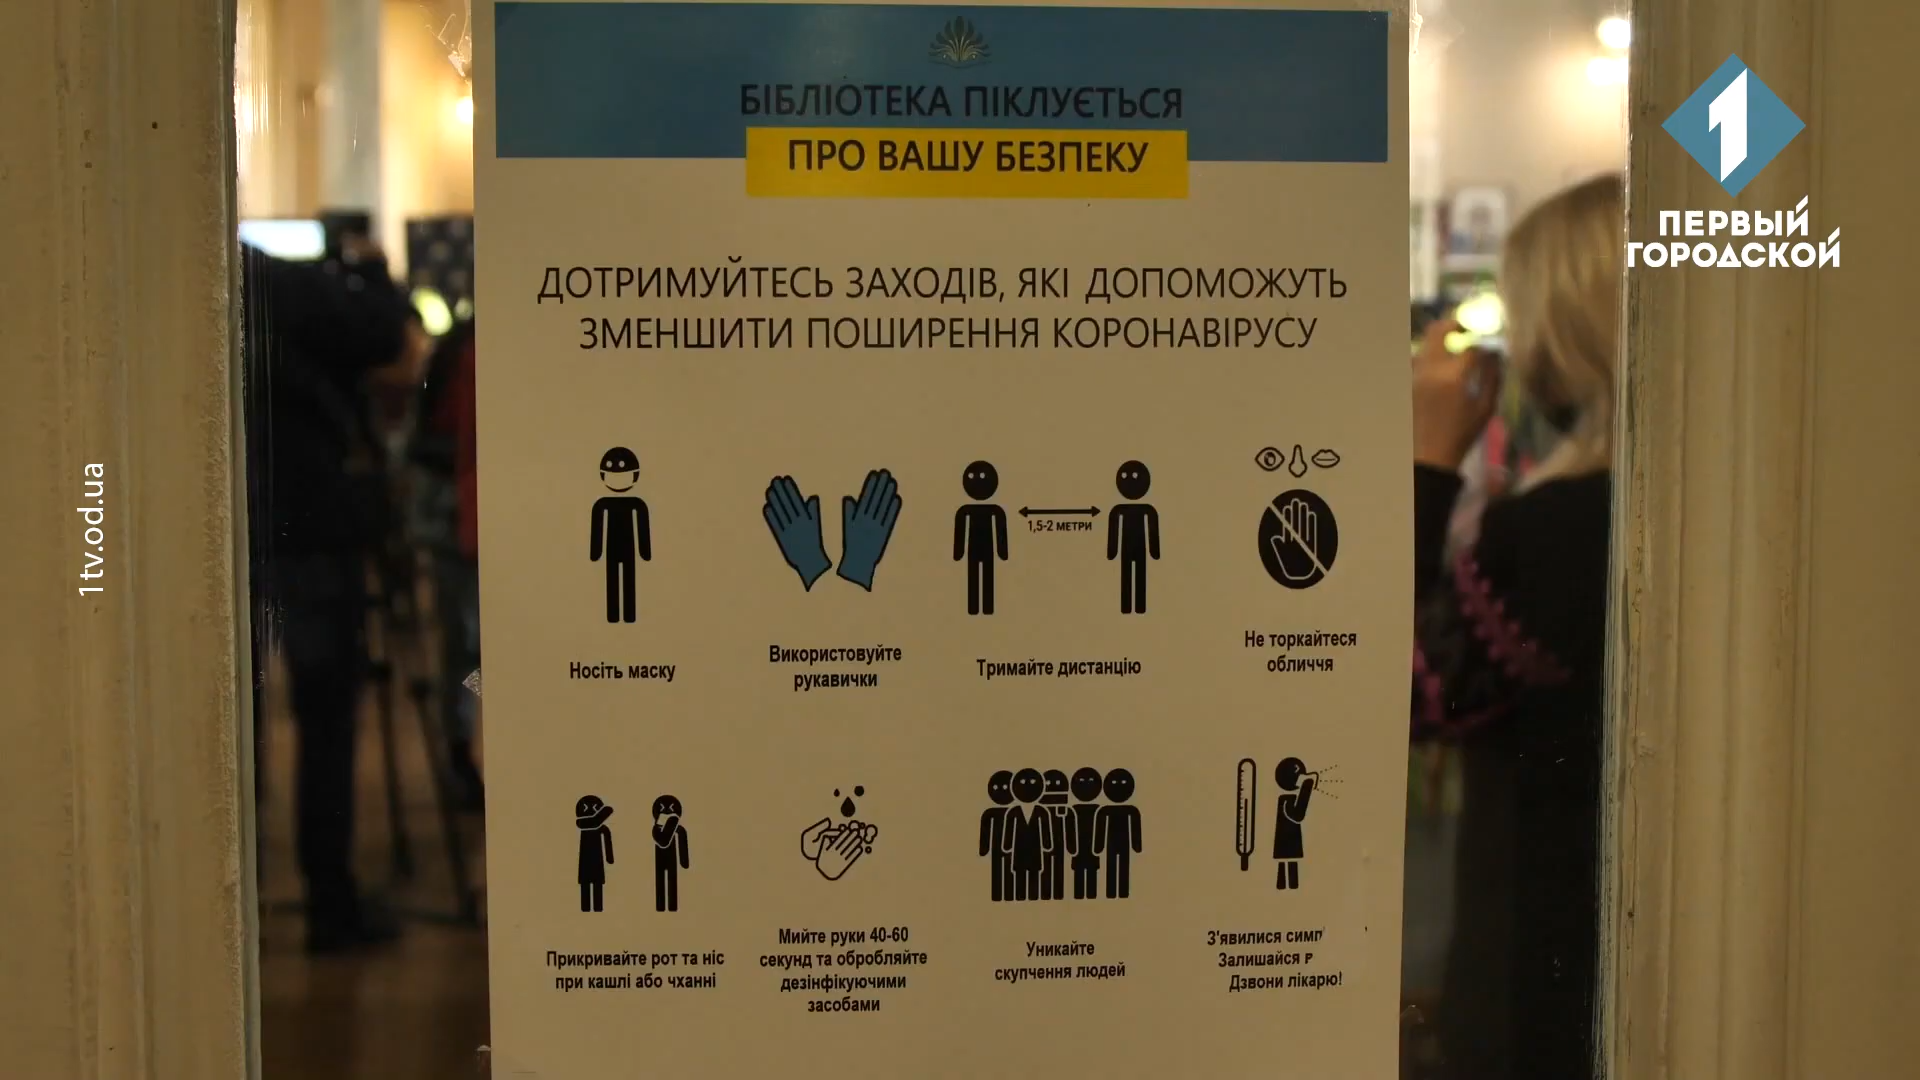 БІБЛІОТЕКА ПІКЛУЄТЬСЯ
ПРО ВАШУ БЕЗПЕКУ
ПЕРВЫЙ
ГОРОДСКОЙ
ДОТРИМУЙТЕСЬ ЗАХОДІВ, ЯКІ ДОПОМОЖУТЬ
ЗМЕНШИТИ ПОШИРЕННЯ КОРОНАВІРУСУ
1tv.od.ua
1,5-2 МЕТРИ
Носіть маску
Використовуйте
рукавички
Тримайте дистанцію
Не торкайтеся
обличчя
Прикривайте рот та ніс
при кашлі або чханні
Мийте руки 40-60
секунд та обробляйте
дезінфікуючими
засобами
Уникайте
скупчення людей
З'явилися
Залишайся
Дзвони лікарю!